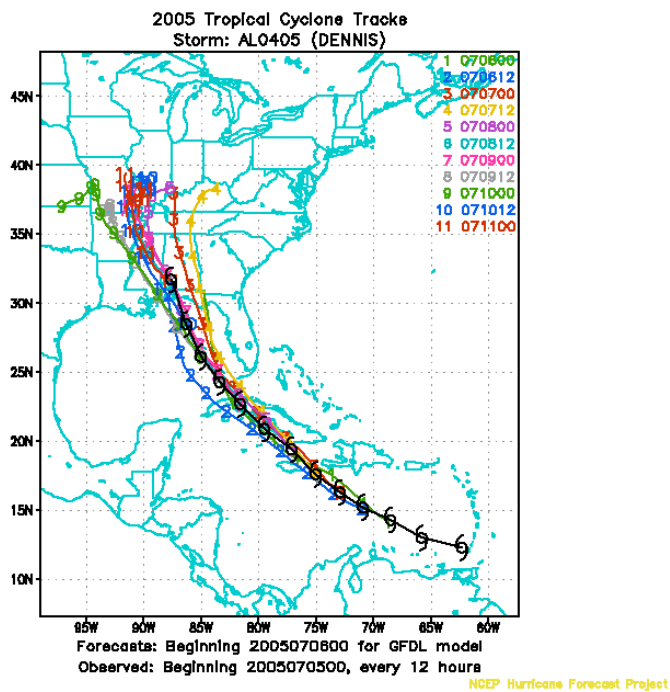 2005 Tropical Cyclone Tracks
Storm: AL0405 (DENNIS)
1 070600
2 070612
3 070700
4 070712
5 070800
6 070812
7 070900
8 070912
9 071000
10 071012
11 071100
45N
40N
35N
30N
25N
20N
15N
10N
95W 90W 85W 80W 75W 70W 65W 60W
Forecasts: Beginning 2005070600 for GFDL model
Observed: Beginning 2005070500, every 12 hours
NCEP Hurricane Forecast Project